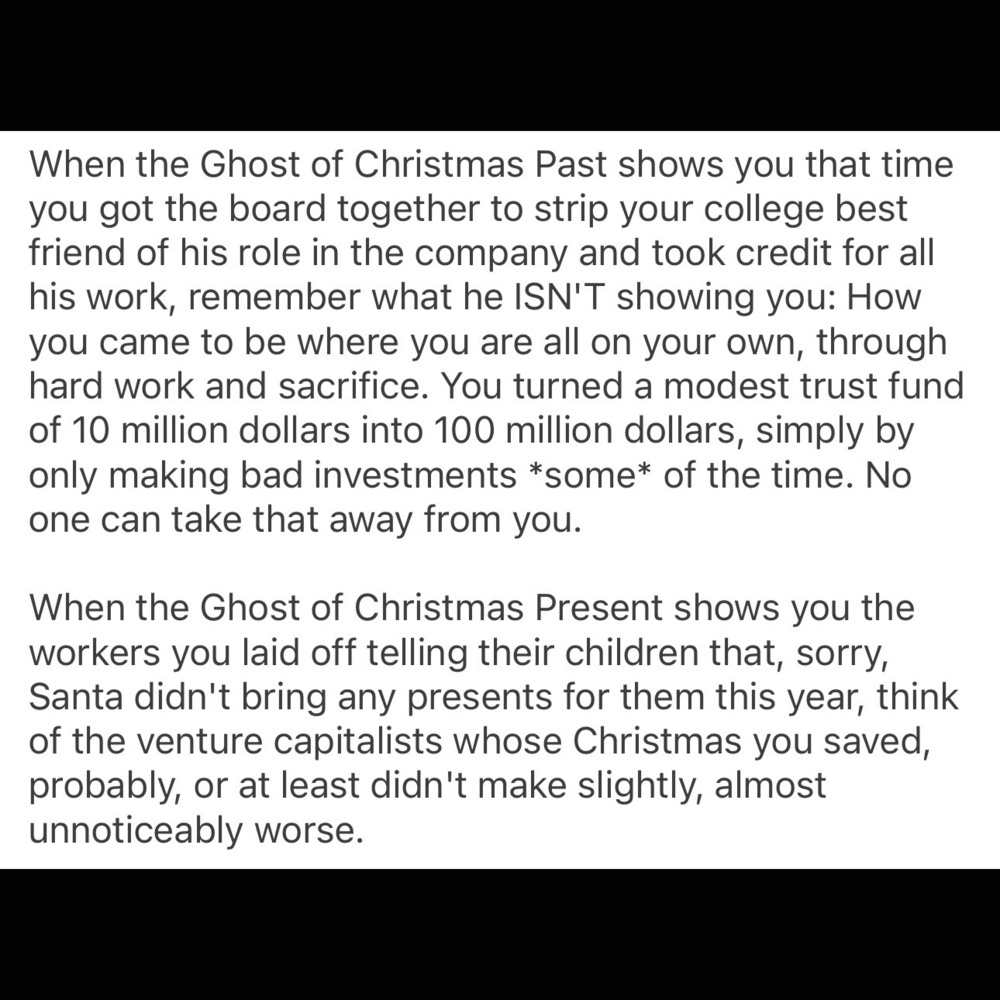 When the Ghost of Christmas Past shows you that time
you got the board together to strip your college best
friend of his role in the company and took credit for all
his work, remember what he ISN'T showing you: How
you came to be where you are all on your own, through
hard work and sacrifice. You turned a modest trust fund
of 10 million dollars into 100 million dollars, simply by
only making bad investments *some* of the time. No
one can take that away from you.

When the Ghost of Christmas Present shows you the
workers you laid off telling their children that, sorry,
Santa didn't bring any presents for them this year, think
of the venture capitalists whose Christmas you saved,
probably, or at least didn't make slightly, almost
unnoticeably worse.